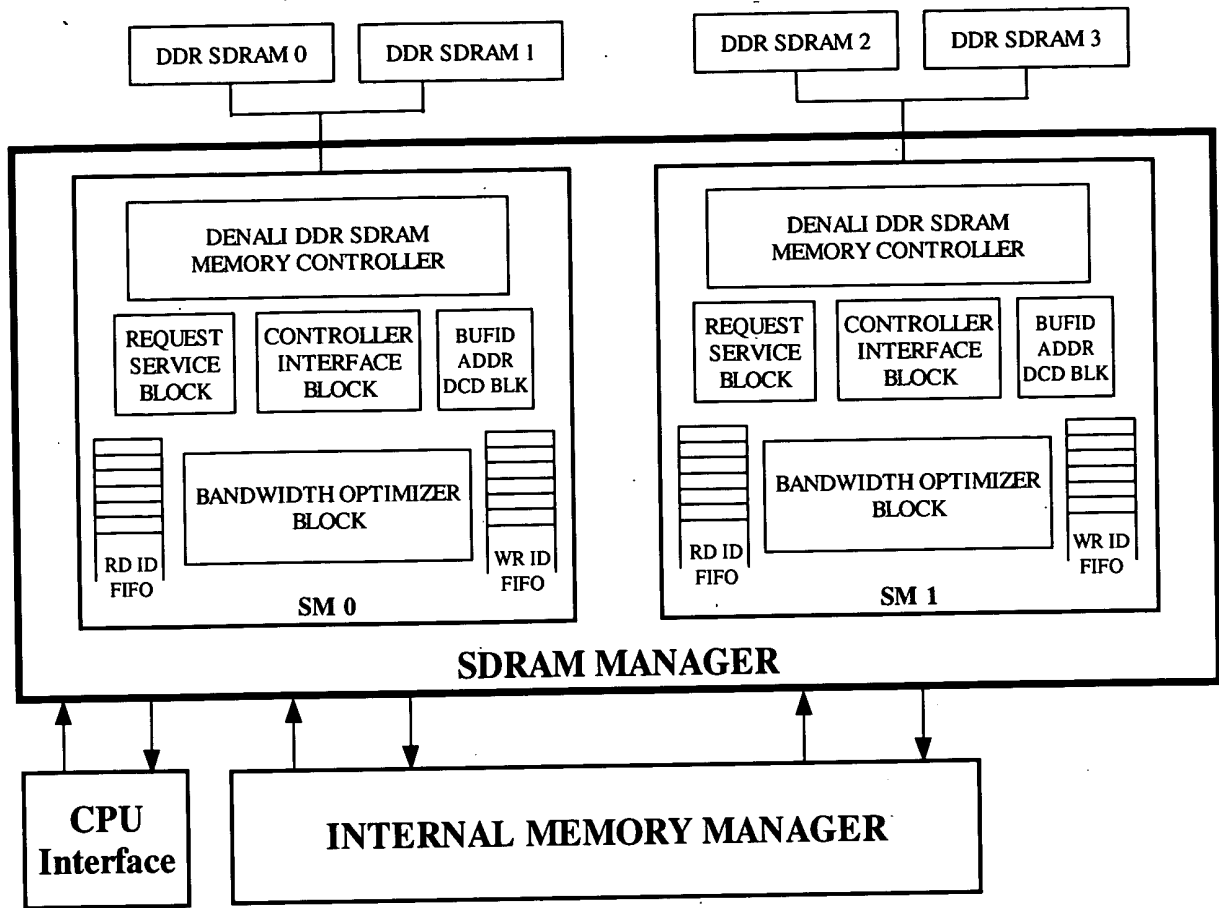 DDR SDRAM 0
DDR SDRAM 1
DDR SDRAM 2
DDR SDRAM 3
DENALI DDR SDRAM
MEMORY CONTROLLER
REQUEST
SERVICE
BLOCK
CONTROLLER
INTERFACE
BLOCK
BUFID
ADDR
DCD BLK
RD ID
FIFO
BANDWIDTH OPTIMIZER
BLOCK
WR ID
FIFO
SM 0
DENALI DDR SDRAM
MEMORY CONTROLLER
REQUEST
SERVICE
BLOCK
CONTROLLER
INTERFACE
BLOCK
BUFID
ADDR
DCD BLK
RD ID
FIFO
BANDWIDTH OPTIMIZER
BLOCK
WR ID
FIFO
SM 1
SDRAM MANAGER
CPU
Interface
INTERNAL MEMORY MANAGER